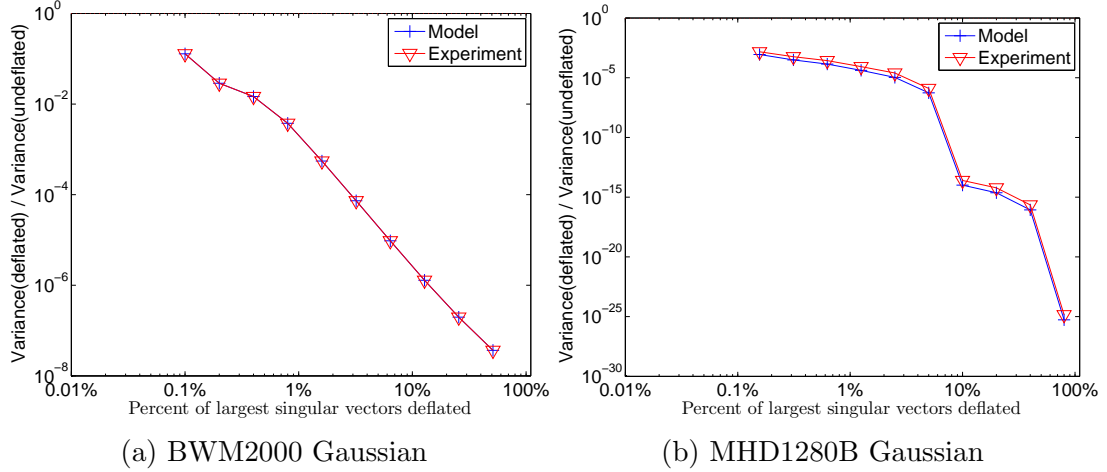 Variance(deflated) / Variance(undeflated)
10^0
10^−2
10^−4
10^−6
10^−8
0.01% 0.1% 1% 10% 100%
Percent of largest singular vectors deflated
Model
Experiment
(a) BWM2000 Gaussian
Variance(deflated) / Variance(undeflated)
10^0
10^−5
10^−10
10^−15
10^−20
10^−25
10^−30
0.01% 0.1% 1% 10% 100%
Percent of largest singular vectors deflated
Model
Experiment
(b) MHD1280B Gaussian